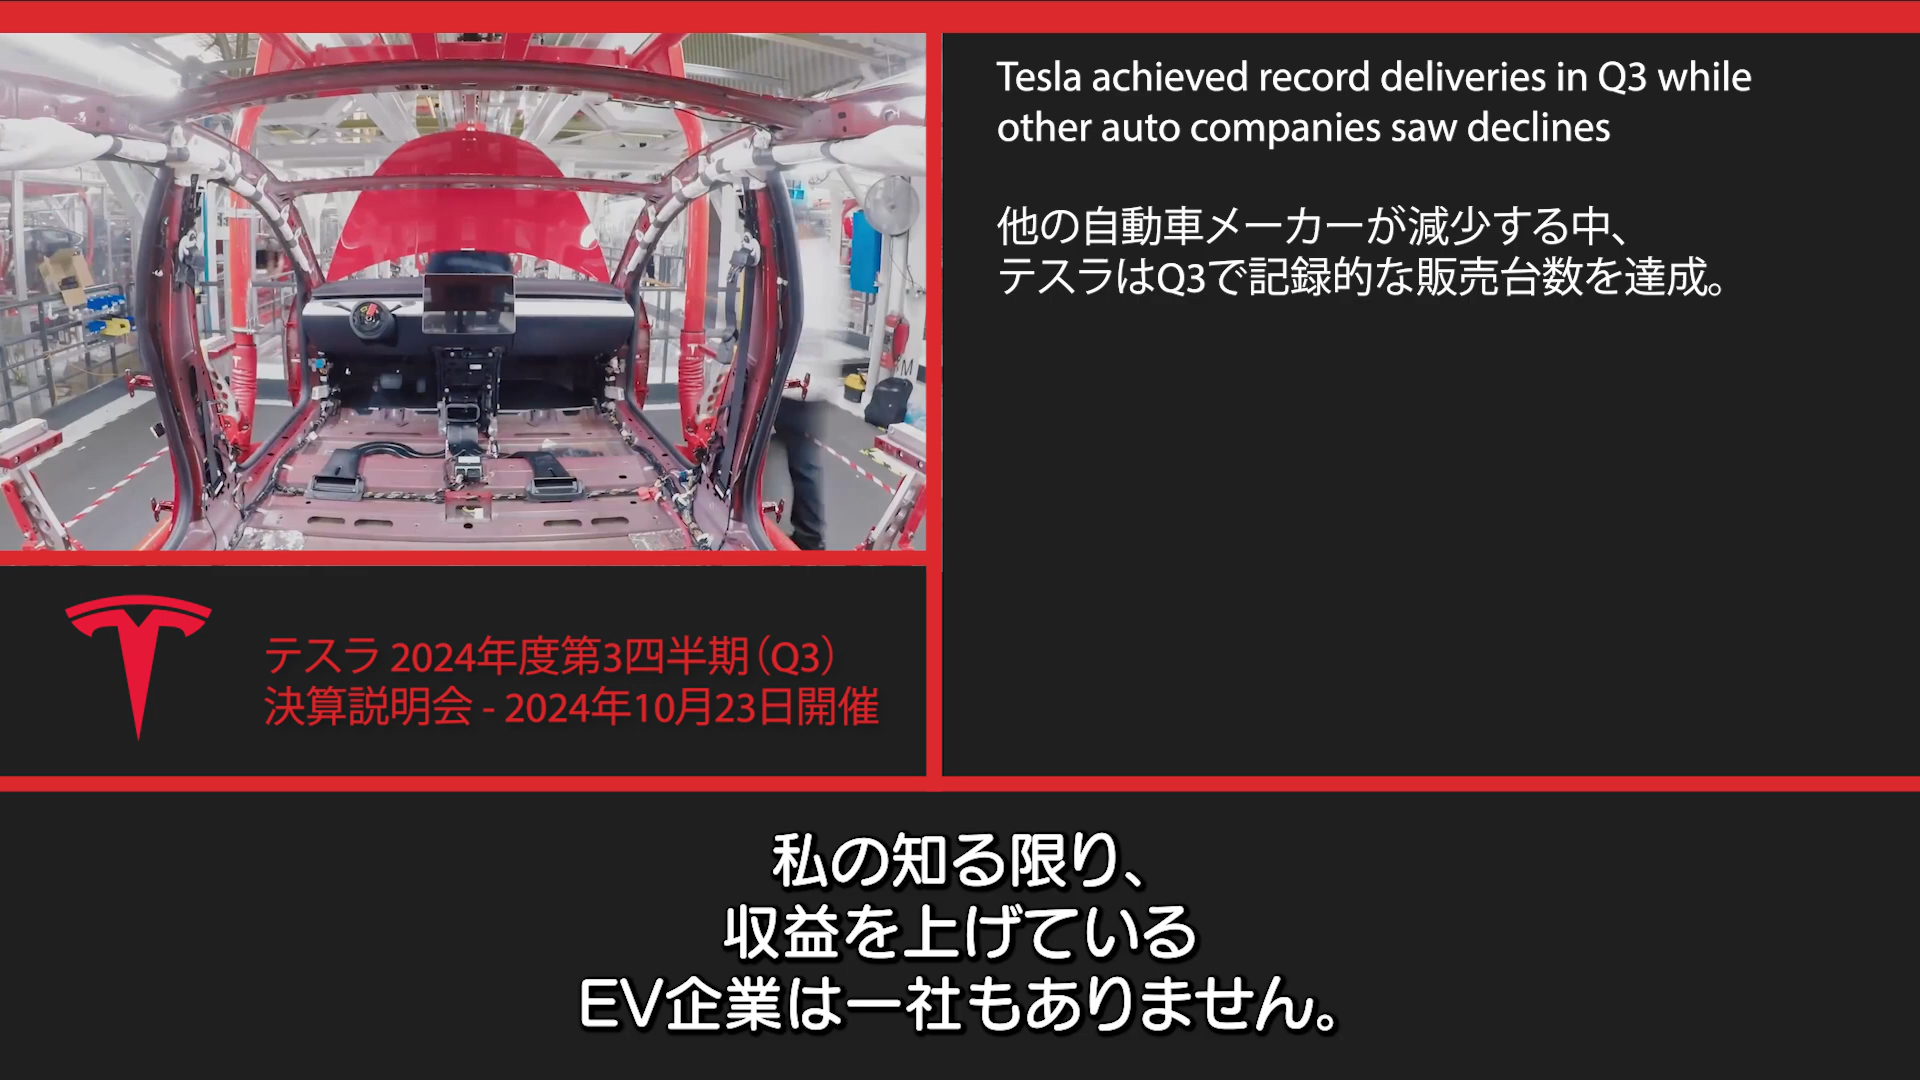 Tesla achieved record deliveries in Q3 while
other auto companies saw declines
他の自動車メーカーが減少する中、
テスラはQ3で記録的な販売台数を達成。
テスラ 2024年度第3四半期（Q3）
決算説明会 - 2024年10月23日開催
私の知る限り、
収益を上げている
EV企業は一社もありません。